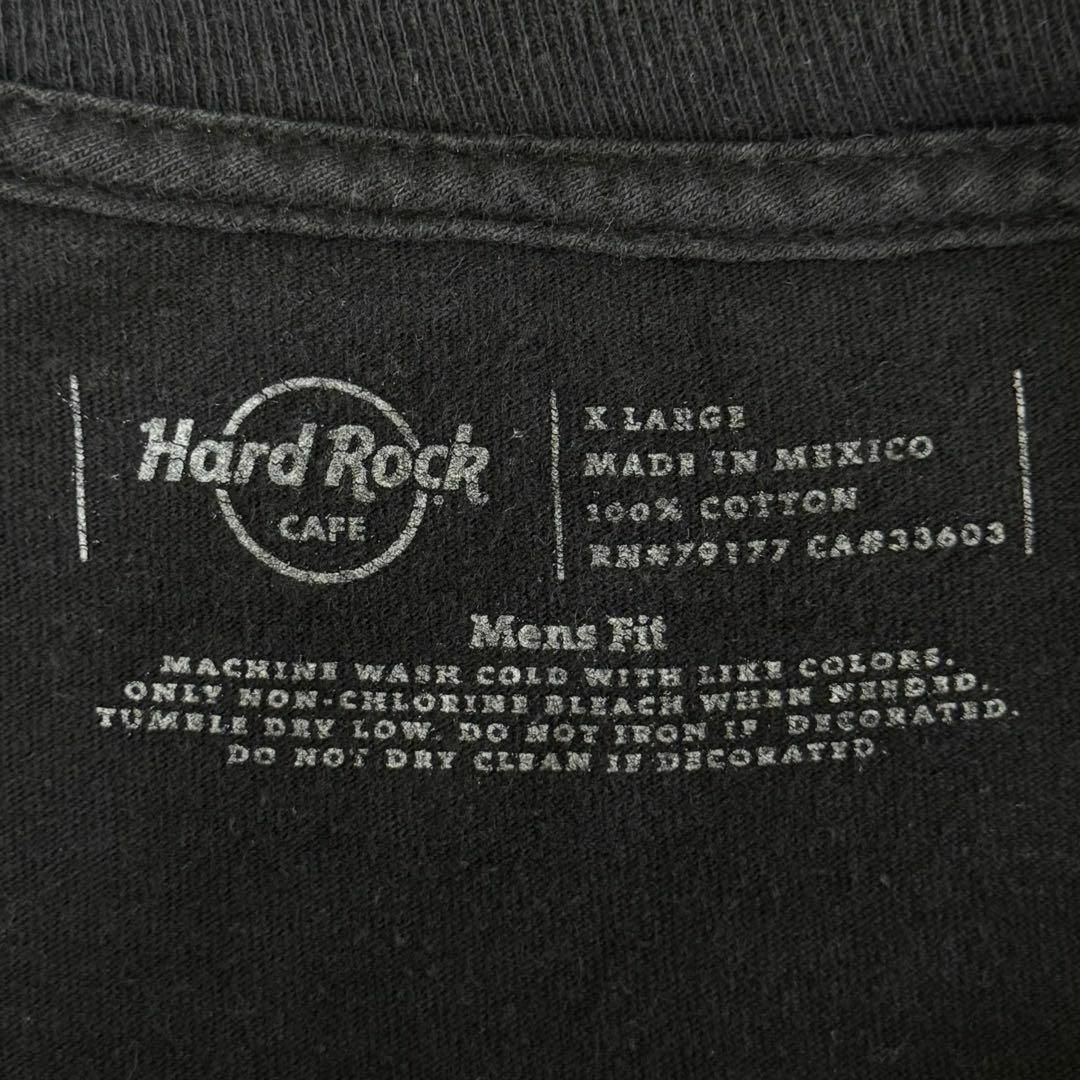 Hard Rock
CAFE
X LARGE
MADE IN MEXICO
100% COTTON
RN#79177 CA#33603
Mens Fit
MACHINE WASH COLD WITH LIKE COLORS.
ONLY NON-CHLORINE BLEACH WHEN NEEDED.
TUMBLE DRY LOW. DO NOT IRON IF DECORATED.
DO NOT DRY CLEAN IF DECORATED.